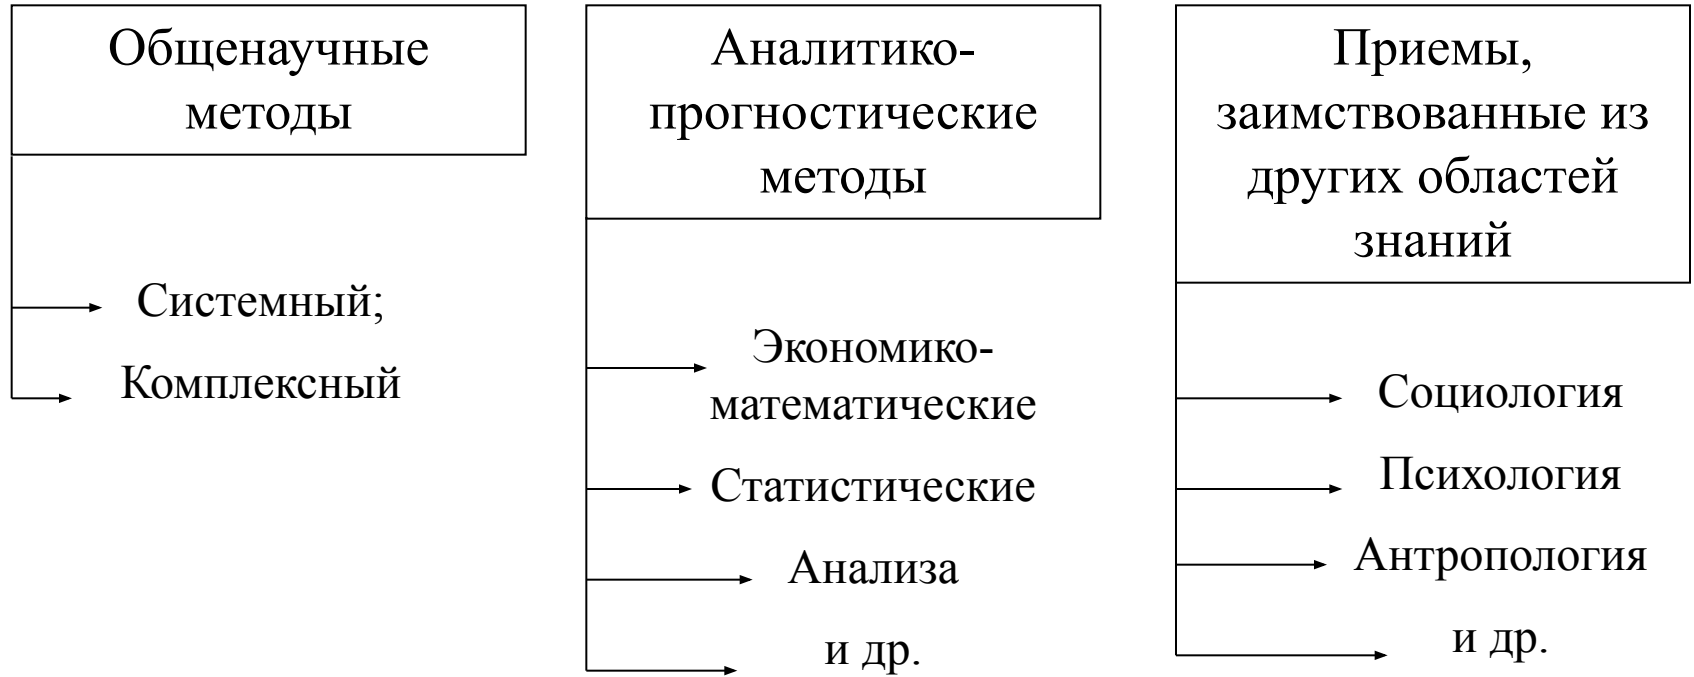 Общенаучные
методы
Системный;
Комплексный
Аналитико-
прогностические
методы
Экономико-
математические
Статистические
Анализа
и др.
Приемы,
заимствованные из
других областей
знаний
Социология
Психология
Антропология
и др.